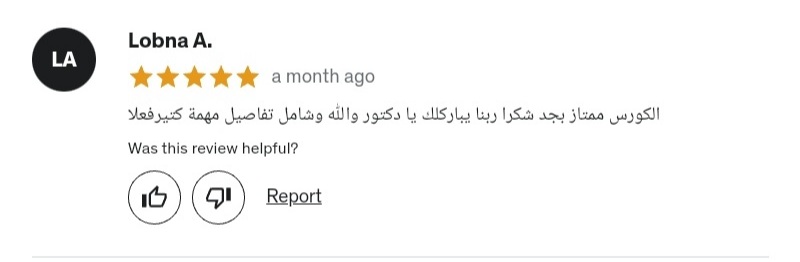 LA
Lobna A.
a month ago
الكورس ممتاز بجد شكرا ربنا يباركلك يا دكتور والله وشامل تفاصيل مهمة كتيرفعلا
Was this review helpful?
Report